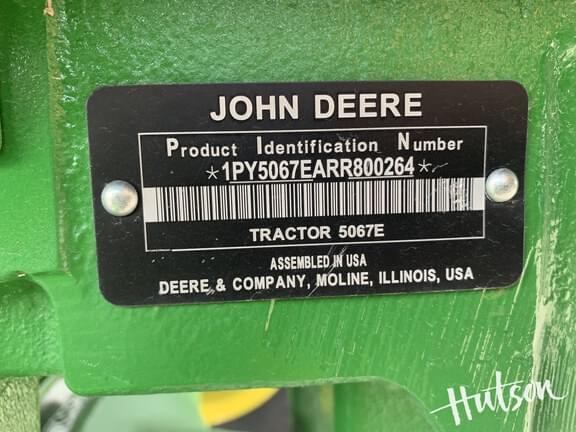 JOHN DEERE
Product Identification Number
*1PY5067EARR800264*
TRACTOR 5067E
ASSEMBLED IN USA
DEERE & COMPANY, MOLINE, ILLINOIS, USA
Hutson